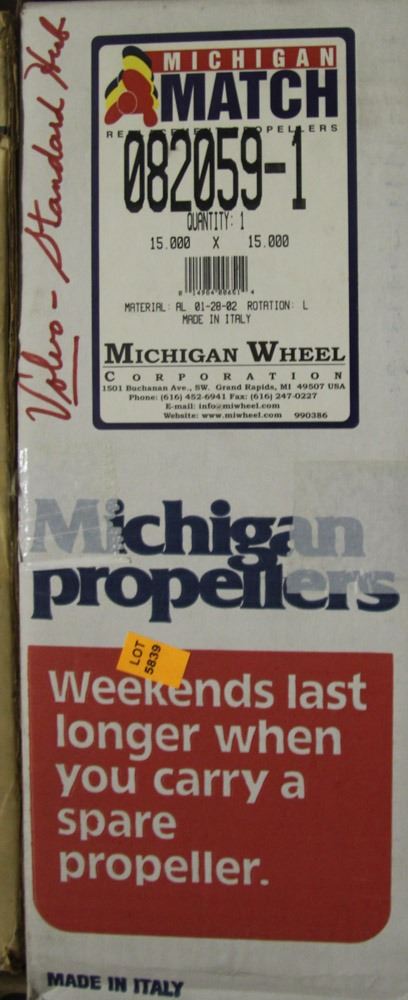 Volvo - Standard Hub
MICHIGAN
MATCH
REPLACEMENT PROPELLERS
082059-1
QUANTITY: 1
15.000 X 15.000
MATERIAL: AL 01-28-02 ROTATION: L
MADE IN ITALY
MICHIGAN WHEEL
CORPORATION
1501 Buchanan Ave., SW. Grand Rapids, MI 49507 USA
Phone: (616) 452-6941 Fax: (616) 247-0227
E-mail: info@miwheel.com
Website: www.miwheel.com 990386
Michigan
propellers
LOT
5839
Weekends last
longer when
you carry a
spare
propeller.
MADE IN ITALY